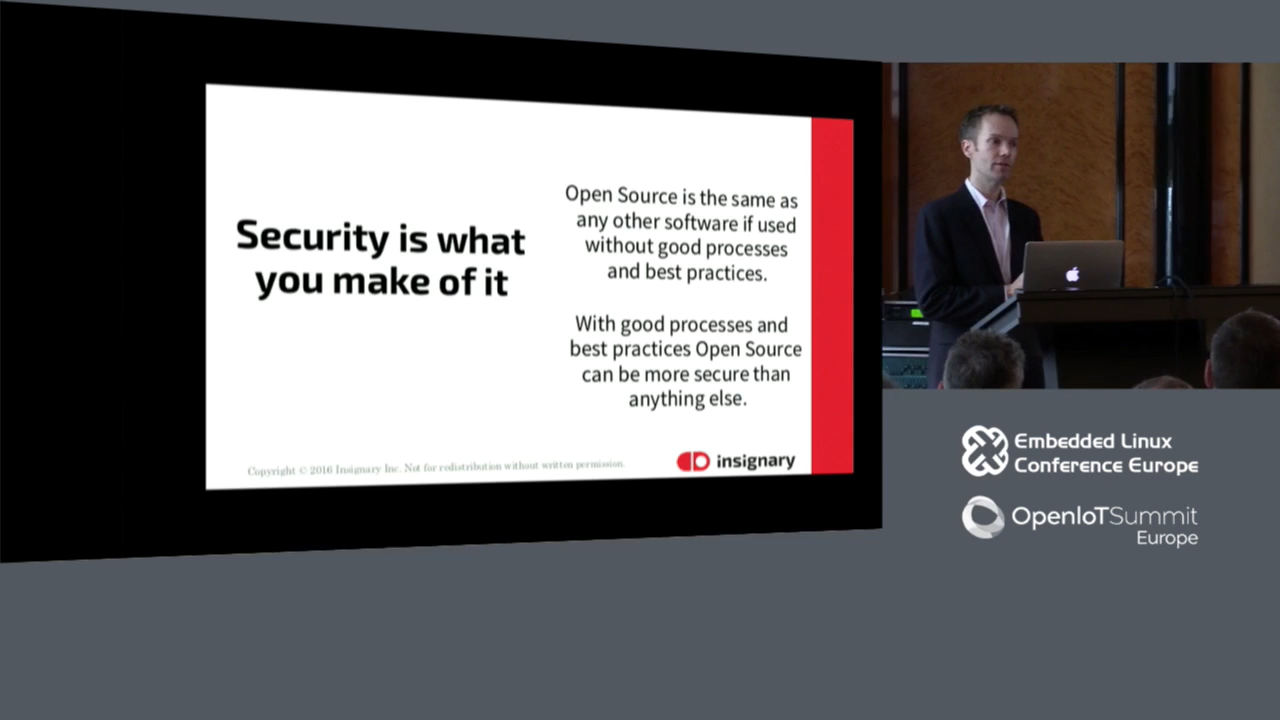 Security is what
you make of it
Open Source is the same as
any other software if used
without good processes
and best practices.
With good processes and
best practices Open Source
can be more secure than
anything else.
Copyright © 2016 Insignary Inc. Not for redistribution without written permission.
insignary
Embedded Linux
Conference Europe
OpenIoTSummit
Europe